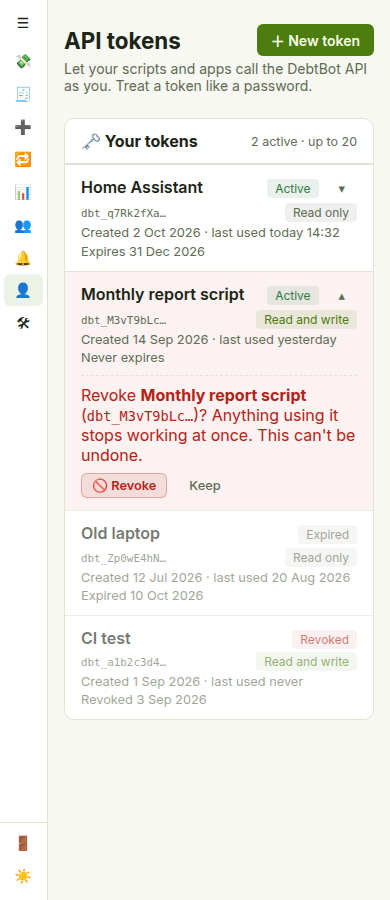 API tokens
+ New token
Let your scripts and apps call the DebtBot API
as you. Treat a token like a password.
Your tokens
2 active · up to 20
Home Assistant
Active
dbt_q7Rk2fXa…
Read only
Created 2 Oct 2026 · last used today 14:32
Expires 31 Dec 2026
Monthly report script
Active
dbt_M3vT9bLc…
Read and write
Created 14 Sep 2026 · last used yesterday
Never expires
Revoke Monthly report script
(dbt_M3vT9bLc…)? Anything using it
stops working at once. This can't be
undone.
Revoke
Keep
Old laptop
Expired
dbt_Zp0wE4hN…
Read only
Created 12 Jul 2026 · last used 20 Aug 2026
Expired 10 Oct 2026
CI test
Revoked
dbt_a1b2c3d4…
Read and write
Created 1 Sep 2026 · last used never
Revoked 3 Sep 2026